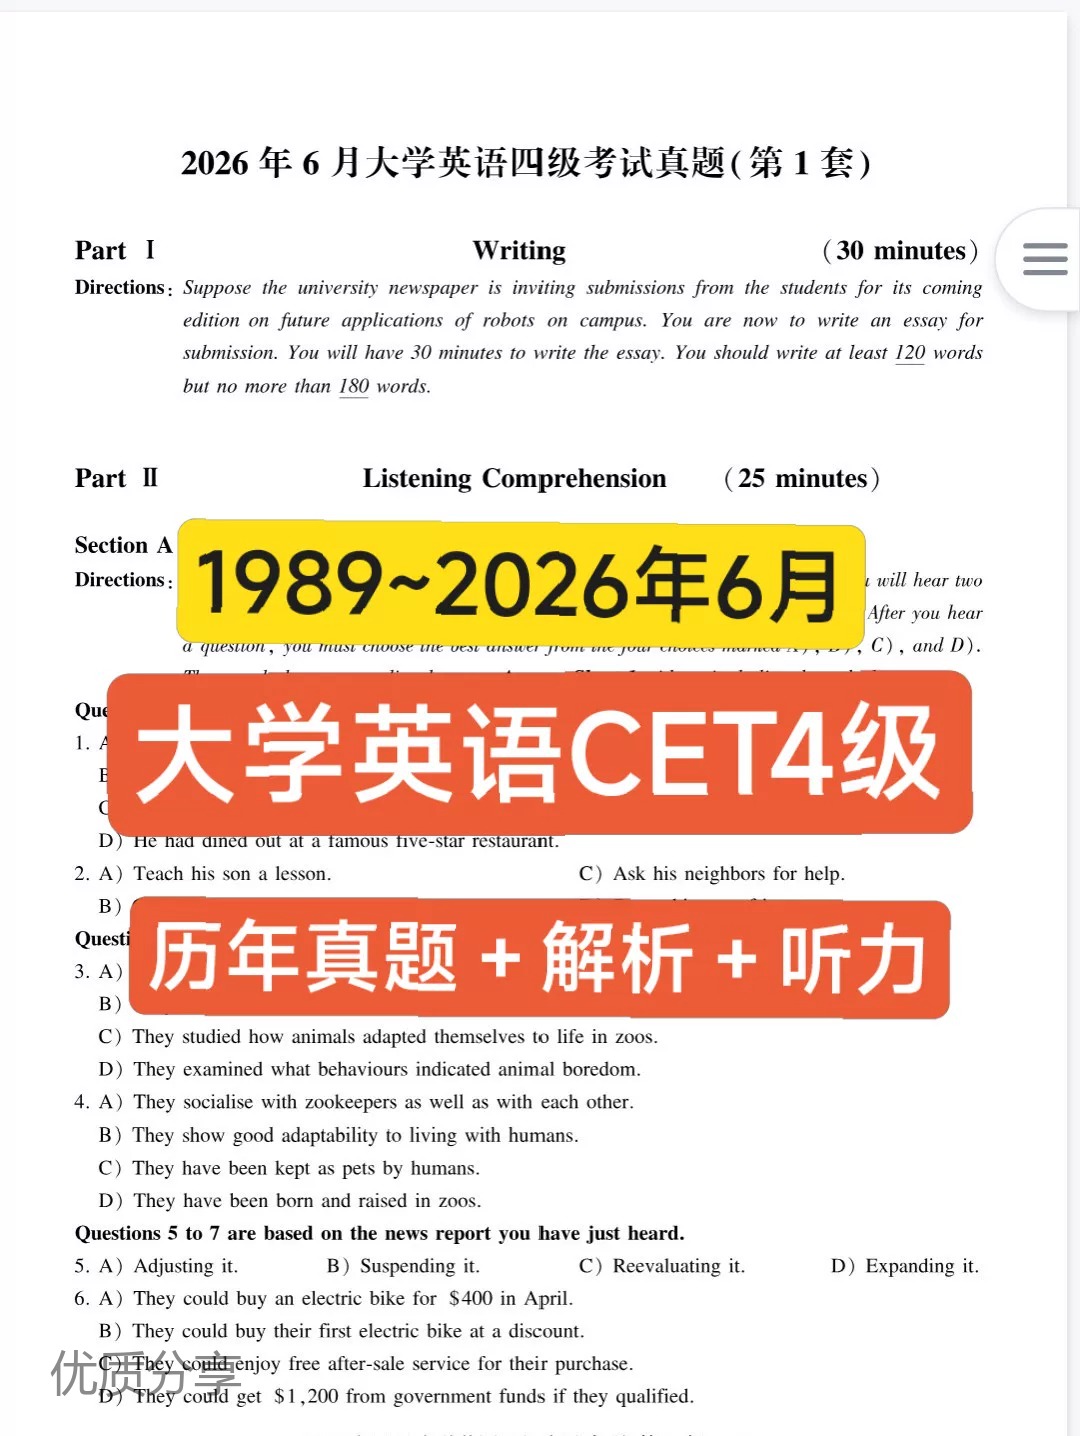 2026 年 6 月大学英语四级考试真题(第 1 套)
Part Ⅰ Writing (30 minutes)
Directions: Suppose the university newspaper is inviting submissions from the students for its coming
edition on future applications of robots on campus. You are now to write an essay for
submission. You will have 30 minutes to write the essay. You should write at least 120 words
but no more than 180 words.
Part Ⅱ Listening Comprehension (25 minutes)
Section A
1989~2026年6月
Directions: will hear two
After you hear
a question, you must choose the best answer from the four choices marked A), B), C), and D).
大学英语CET4级
1.
D) He had dined out at a famous five-star restaurant.
2. A) Teach his son a lesson. C) Ask his neighbors for help.
B)
历年真题+解析+听力
3. A)
B)
C) They studied how animals adapted themselves to life in zoos.
D) They examined what behaviours indicated animal boredom.
4. A) They socialise with zookeepers as well as with each other.
B) They show good adaptability to living with humans.
C) They have been kept as pets by humans.
D) They have been born and raised in zoos.
Questions 5 to 7 are based on the news report you have just heard.
5. A) Adjusting it. B) Suspending it. C) Reevaluating it. D) Expanding it.
6. A) They could buy an electric bike for $400 in April.
B) They could buy their first electric bike at a discount.
C) They could enjoy free after-sale service for their purchase.
D) They could get $1,200 from government funds if they qualified.
优质分享